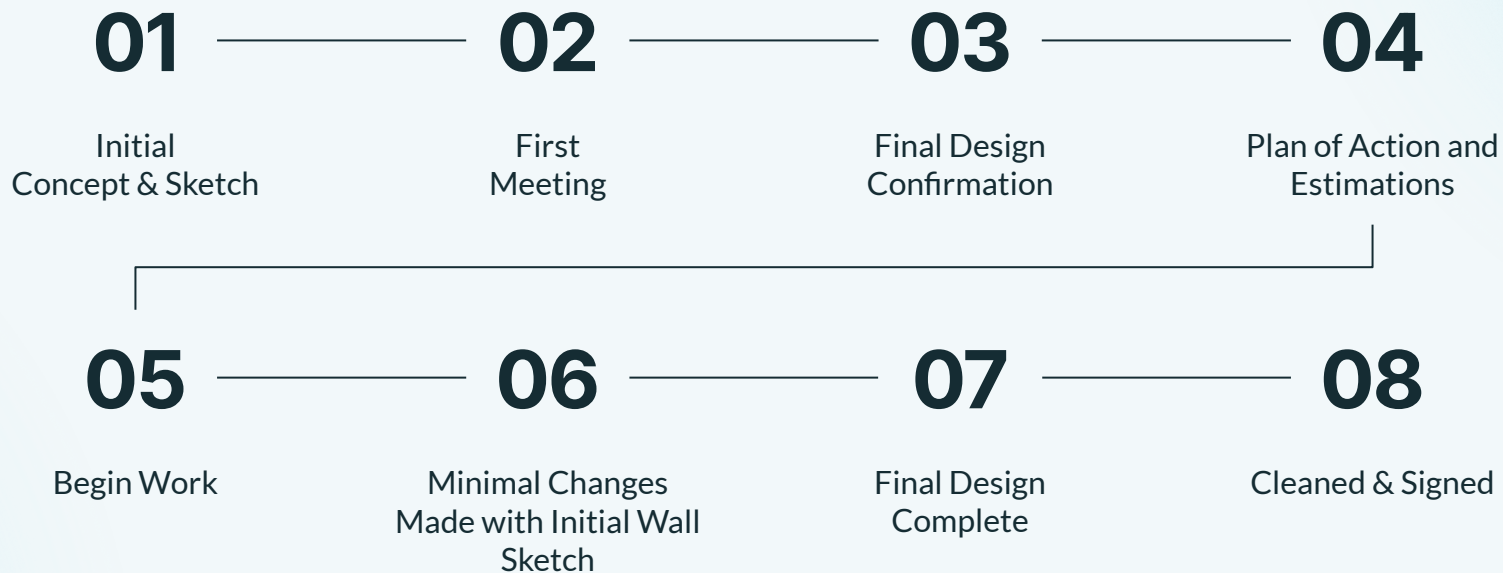 01
02
03
04
Initial
Concept & Sketch
First
Meeting
Final Design
Confirmation
Plan of Action and
Estimations
05
06
07
08
Begin Work
Minimal Changes
Made with Initial Wall
Sketch
Final Design
Complete
Cleaned & Signed